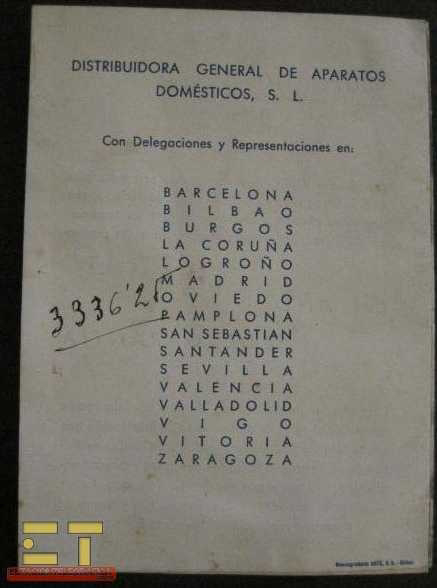 DISTRIBUIDORA GENERAL DE APARATOS
DOMÉSTICOS, S. L.
Con Delegaciones y Representaciones en:
BARCELONA
BILBAO
BURGOS
LA CORUÑA
LOGROÑO
MADRID
OVIEDO
PAMPLONA
SAN SEBASTIAN
SANTANDER
SEVILLA
VALENCIA
VALLADOLID
VIGO
VITORIA
ZARAGOZA
3336'25
ET